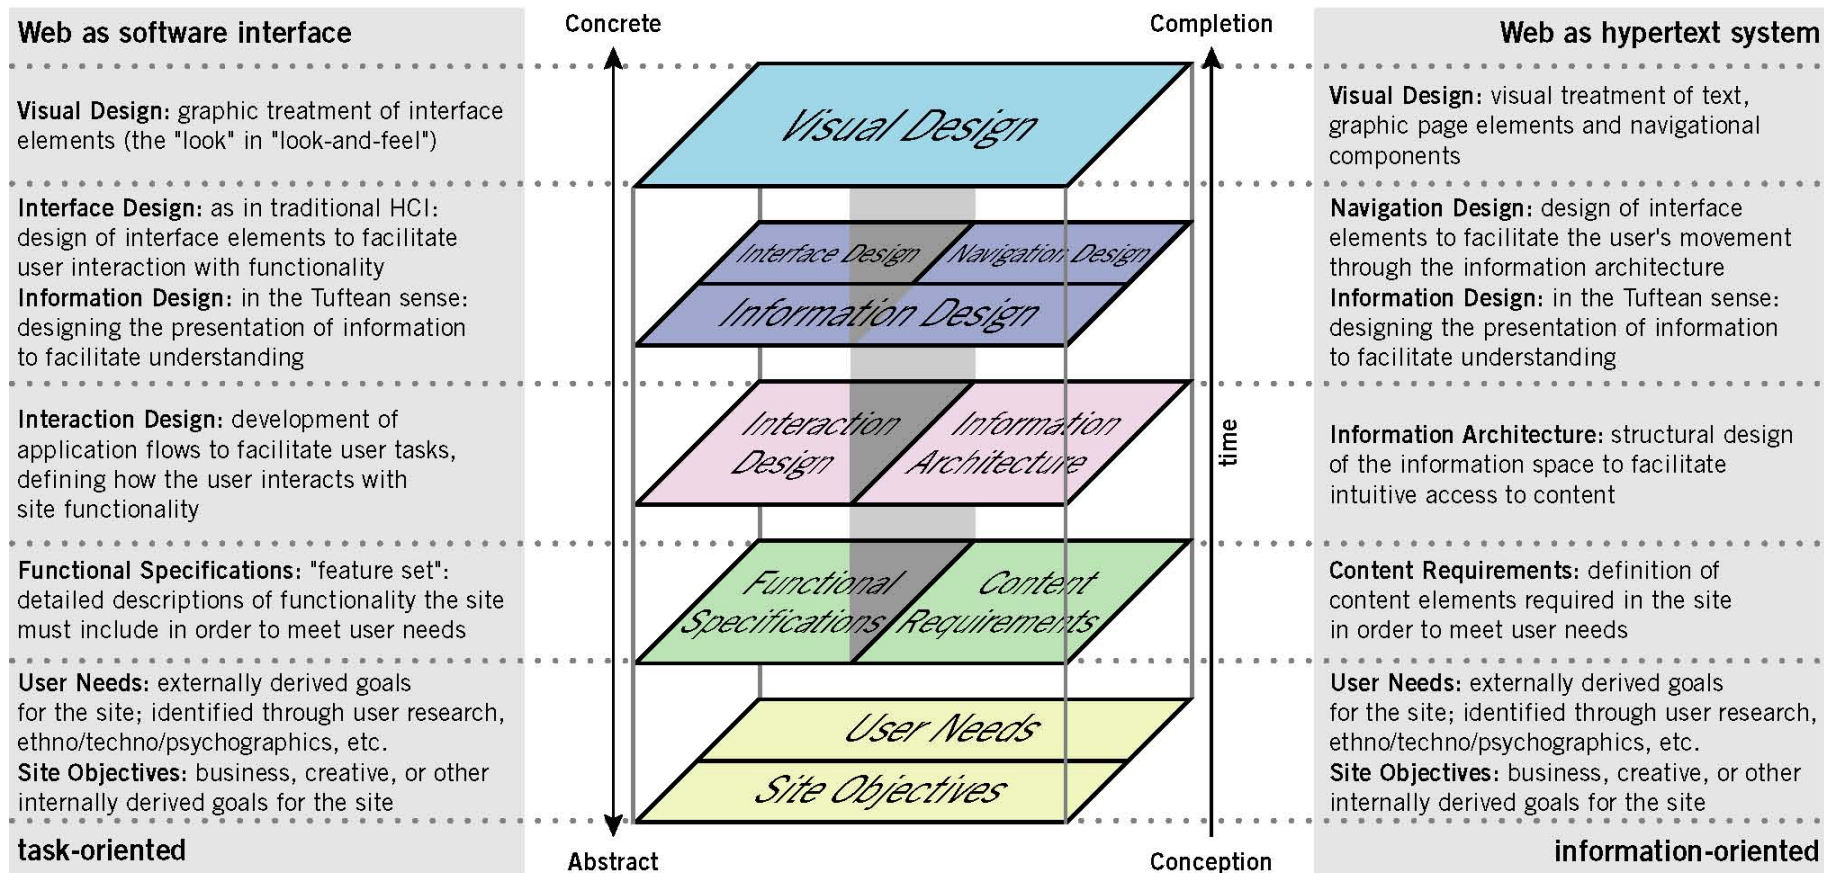 Web as software interface
Visual Design: graphic treatment of interface
elements (the "look" in "look-and-feel")
Interface Design: as in traditional HCI:
design of interface elements to facilitate
user interaction with functionality
Information Design: in the Tuftean sense:
designing the presentation of information
to facilitate understanding
Interaction Design: development of
application flows to facilitate user tasks,
defining how the user interacts with
site functionality
Functional Specifications: "feature set":
detailed descriptions of functionality the site
must include in order to meet user needs
User Needs: externally derived goals
for the site; identified through user research,
ethno/techno/psychographics, etc.
Site Objectives: business, creative, or other
internally derived goals for the site
task-oriented
Concrete
Completion
Visual Design
Interface Design
Navigation Design
Information Design
Interaction
Design
Information
Architecture
time
Functional
Specifications
Content
Requirements
User Needs
Site Objectives
Abstract
Conception
Web as hypertext system
Visual Design: visual treatment of text,
graphic page elements and navigational
components
Navigation Design: design of interface
elements to facilitate the user's movement
through the information architecture
Information Design: in the Tuftean sense:
designing the presentation of information
to facilitate understanding
Information Architecture: structural design
of the information space to facilitate
intuitive access to content
Content Requirements: definition of
content elements required in the site
in order to meet user needs
User Needs: externally derived goals
for the site; identified through user research,
ethno/techno/psychographics, etc.
Site Objectives: business, creative, or other
internally derived goals for the site
information-oriented